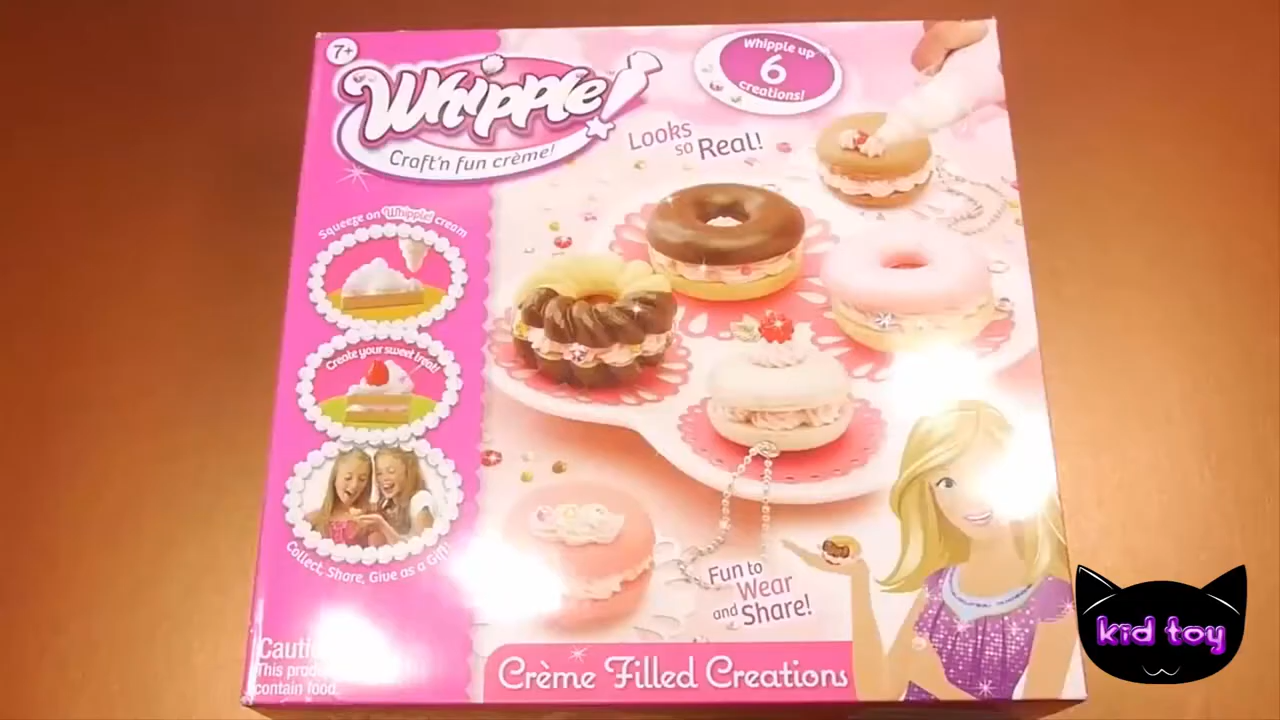 7+
Whipple!
Craft'n fun crème!
Whipple up
6
creations!
Looks
so Real!
Squeeze on Whipple! cream
Create your sweet treat!
Collect, Share, Give as a Gift!
Fun to
Wear
and Share!
Caution
This
contain food.
Crème Filled Creations
kid toy